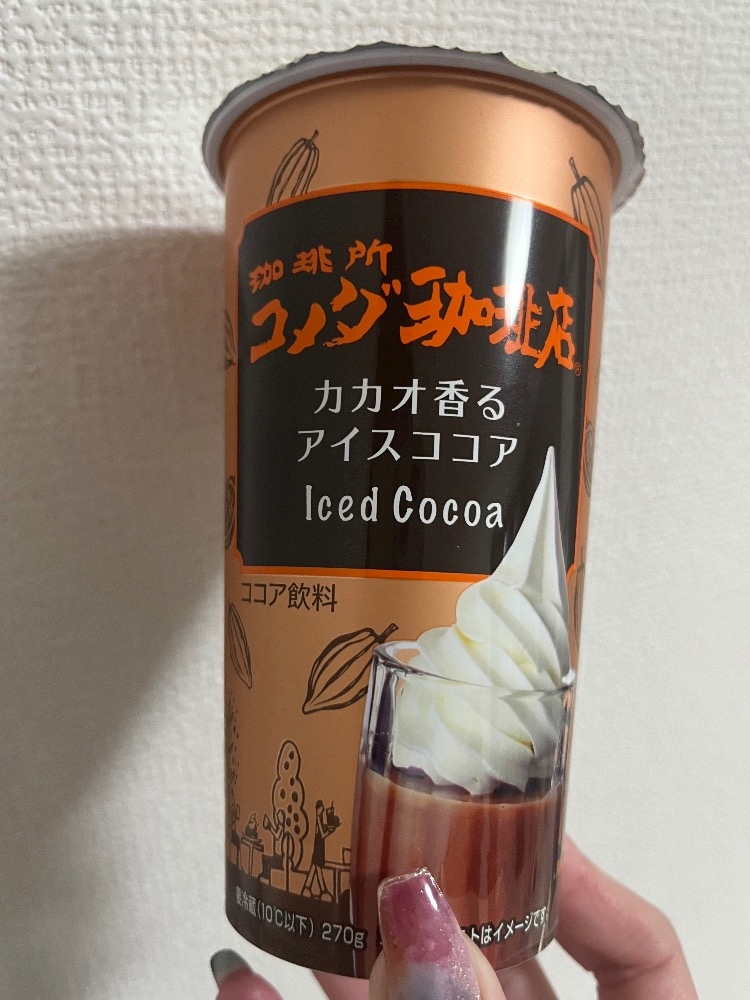 珈琲所
コメダ珈琲店®
カカオ香る
アイスココア
Iced Cocoa
ココア飲料
要冷蔵(10℃以下) 270g
トはイメージです